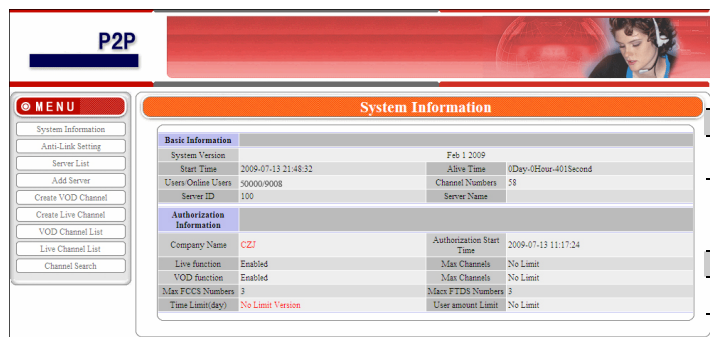 P2P
MENU
System Information
Anti-Link Setting
Server List
Add Server
Create VOD Channel
Create Live Channel
VOD Channel List
Live Channel List
Channel Search
System Information
Basic Information
System Version Feb 1 2009
Start Time 2009-07-13 21:48:32 Alive Time 0Day-0Hour-401Second
Users/Online Users 50000/9008 Channel Numbers 58
Server ID 100 Server Name
Authorization
Information
Company Name CZJ Authorization Start
Time 2009-07-13 11:17:24
Live function Enabled Max Channels No Limit
VOD function Enabled Max Channels No Limit
Max FCCS Numbers 3 Macx FTDS Numbers 3
Time Limit(day) No Limit Version User amount Limit No Limit